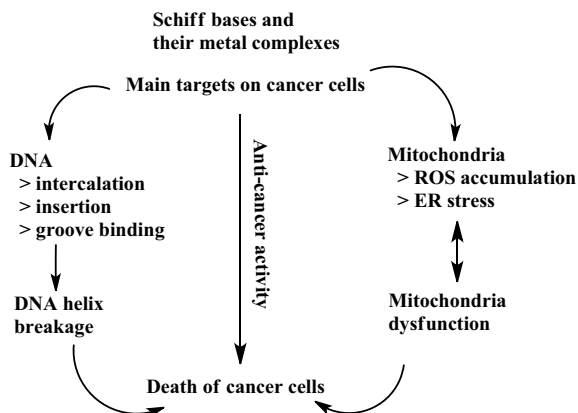 Schiff bases and
their metal complexes
Main targets on cancer cells
DNA
> intercalation
> insertion
> groove binding
DNA helix
breakage
Anti-cancer activity
Mitochondria
> ROS accumulation
> ER stress
Mitochondria
dysfunction
Death of cancer cells